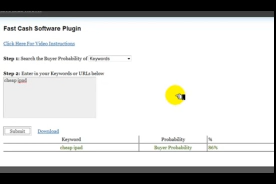 Fast Cash Software Plugin
Click Here For Video Instructions
Step 1: Search the Buyer Probability of Keywords
Step 2: Enter in your Keywords or URLs below
cheap ipad
Submit Download
Keyword Probability %
cheap ipad Buyer Probability 86%